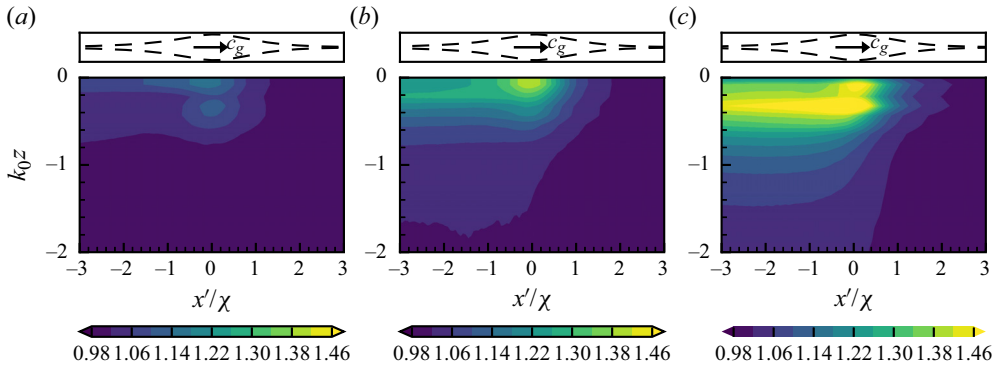 (a) (b) (c)
c_g c_g c_g
0 0 0
k₀z −1 −1 −1
−2 −2 −2
−3 −2 −1 0 1 2 3 −3 −2 −1 0 1 2 3 −3 −2 −1 0 1 2 3
x′/χ x′/χ x′/χ
0.98 1.06 1.14 1.22 1.30 1.38 1.46 0.98 1.06 1.14 1.22 1.30 1.38 1.46 0.98 1.06 1.14 1.22 1.30 1.38 1.46